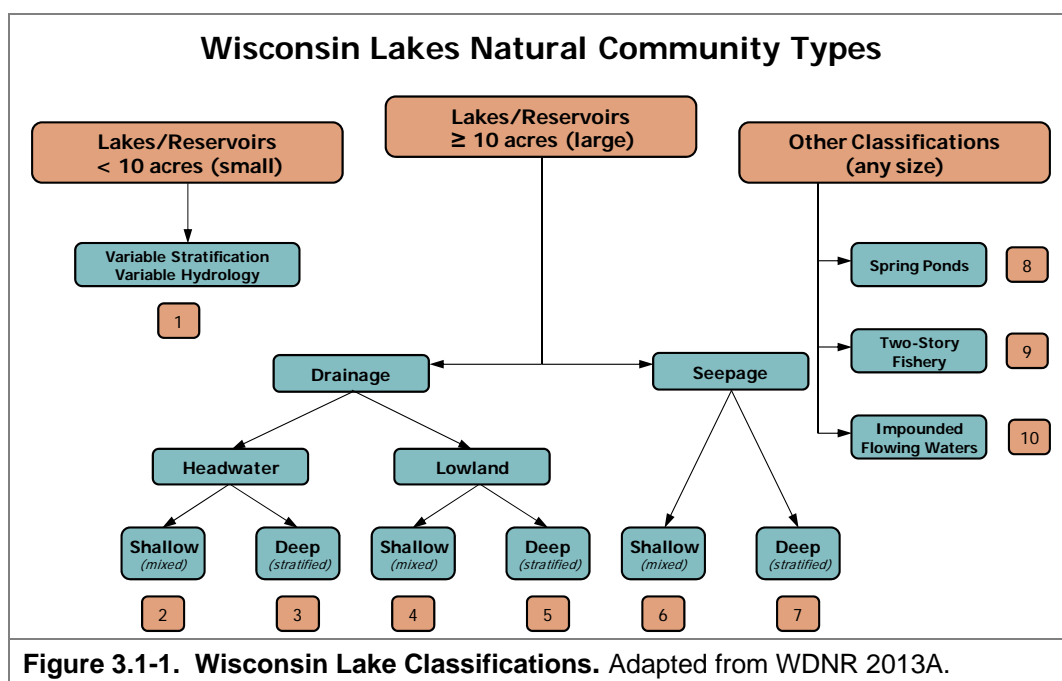 Wisconsin Lakes Natural Community Types
Lakes/Reservoirs
< 10 acres (small)
Lakes/Reservoirs
≥ 10 acres (large)
Other Classifications
(any size)
Variable Stratification
Variable Hydrology
1
Spring Ponds
8
Two-Story
Fishery
9
Impounded
Flowing Waters
10
Drainage
Seepage
Headwater
Lowland
Shallow
(mixed)
Deep
(stratified)
Shallow
(mixed)
Deep
(stratified)
Shallow
(mixed)
Deep
(stratified)
2
3
4
5
6
7
Figure 3.1-1. Wisconsin Lake Classifications. Adapted from WDNR 2013A.